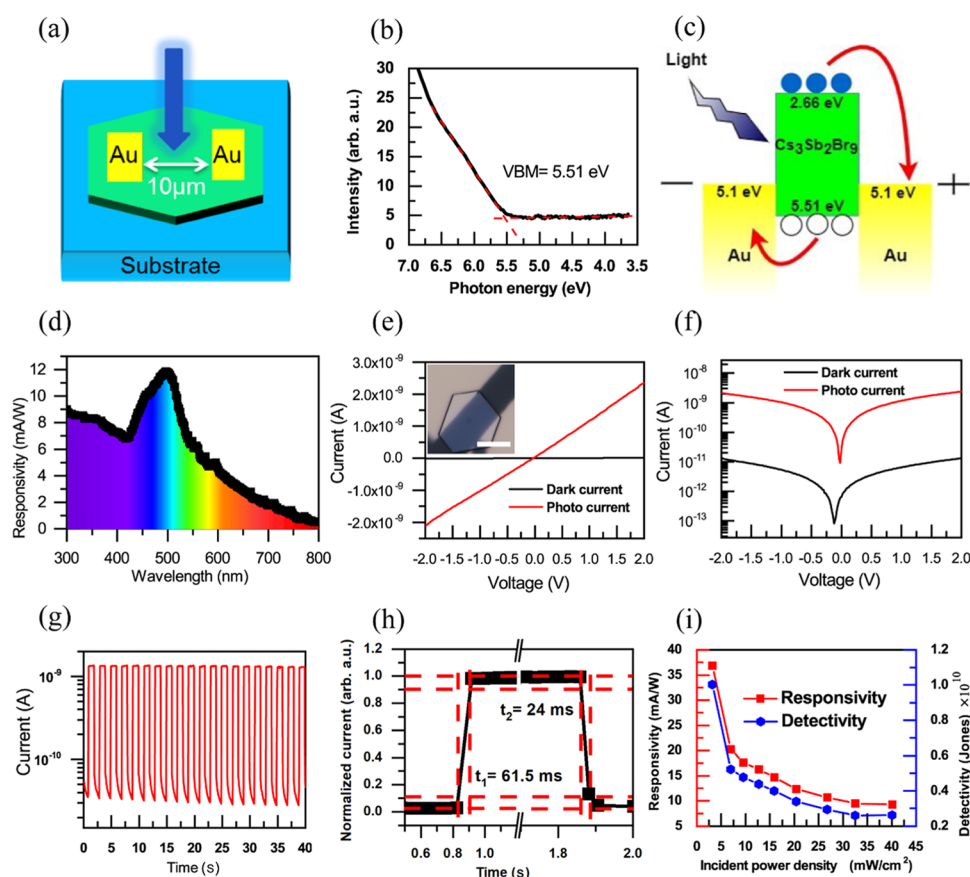 (a)
Au
Au
10μm
Substrate
(b)
Intensity (arb. a.u.)
30
25
20
15
10
5
0
VBM= 5.51 eV
7.0 6.5 6.0 5.5 5.0 4.5 4.0 3.5
Photon energy (eV)
(c)
Light
2.66 eV
Cs3Sb2Br9
5.1 eV
5.51 eV
5.1 eV
Au
Au
(d)
Responsivity (mA/W)
12
10
8
6
4
2
0
300 400 500 600 700 800
Wavelength (nm)
(e)
Current (A)
3.0x10-9
2.0x10-9
1.0x10-9
0.0
-1.0x10-9
-2.0x10-9
Dark current
Photo current
-2.0 -1.5 -1.0 -0.5 0.0 0.5 1.0 1.5 2.0
Voltage (V)
(f)
Current (A)
10-8
10-9
10-10
10-11
10-12
10-13
Dark current
Photo current
-2.0 -1.5 -1.0 -0.5 0.0 0.5 1.0 1.5 2.0
Voltage (V)
(g)
Current (A)
10-9
10-10
0 5 10 15 20 25 30 35 40
Time (s)
(h)
Normalized current (arb. a.u.)
1.2
1.0
0.8
0.6
0.4
0.2
0.0
t2= 24 ms
t1= 61.5 ms
0.6 0.8 1.0 1.8 2.0
Time (s)
(i)
Responsivity (mA/W)
40
35
30
25
20
15
10
5
Responsivity
Detectivity
1.2
1.0
0.8
0.6
0.4
0.2
Detectivity (Jones) ×10^10
0 5 10 15 20 25 30 35 40 45
Incident power density (mW/cm2)